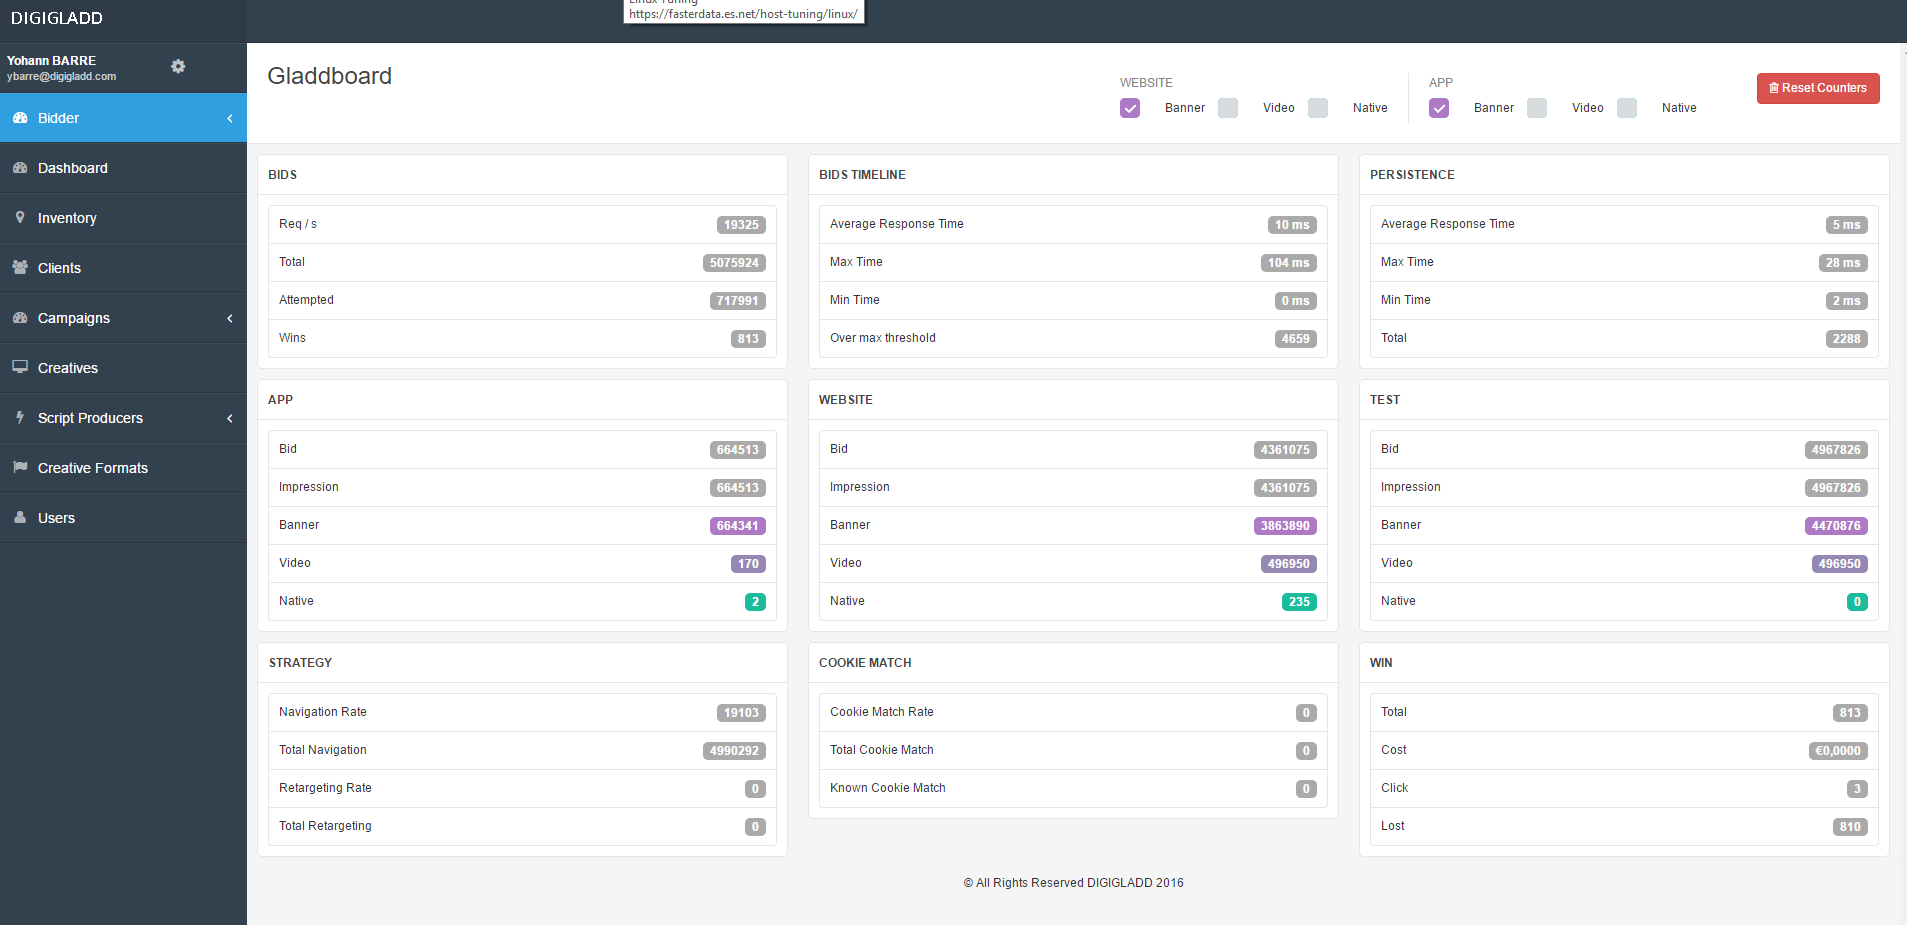 Linux Tuning
https://fasterdata.es.net/host-tuning/linux/
DIGIGLADD
Yohann BARRE
ybarre@digigladd.com
Bidder
Dashboard
Inventory
Clients
Campaigns
Creatives
Script Producers
Creative Formats
Users
Gladdboard
WEBSITE
Banner Video Native
APP
Banner Video Native
Reset Counters
BIDS
Req / s 19325
Total 5075924
Attempted 717991
Wins 813
BIDS TIMELINE
Average Response Time 10 ms
Max Time 104 ms
Min Time 0 ms
Over max threshold 4659
PERSISTENCE
Average Response Time 5 ms
Max Time 28 ms
Min Time 2 ms
Total 2288
APP
Bid 664513
Impression 664513
Banner 664341
Video 170
Native 2
WEBSITE
Bid 4361075
Impression 4361075
Banner 3863890
Video 496950
Native 235
TEST
Bid 4967826
Impression 4967826
Banner 4470876
Video 496950
Native 0
STRATEGY
Navigation Rate 19103
Total Navigation 4990292
Retargeting Rate 0
Total Retargeting 0
COOKIE MATCH
Cookie Match Rate 0
Total Cookie Match 0
Known Cookie Match 0
WIN
Total 813
Cost €0,0000
Click 3
Lost 810
© All Rights Reserved DIGIGLADD 2016